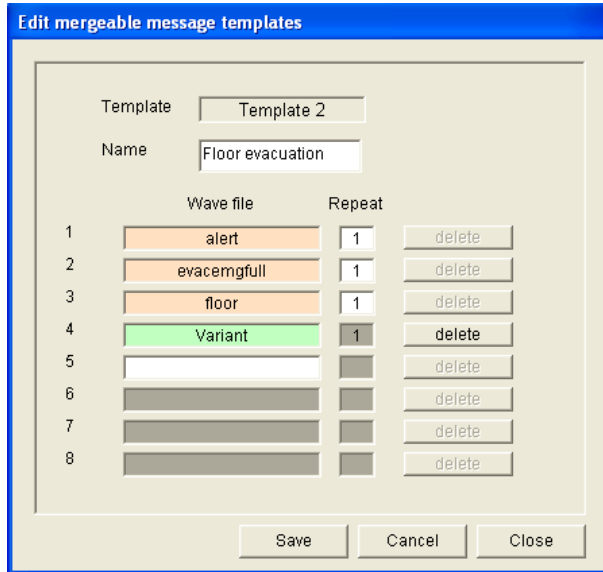 Edit mergeable message templates
Template Template 2
Name Floor evacuation
Wave file Repeat
1 alert 1 delete
2 evacemgfull 1 delete
3 floor 1 delete
4 Variant 1 delete
5 delete
6 delete
7 delete
8 delete
Save Cancel Close